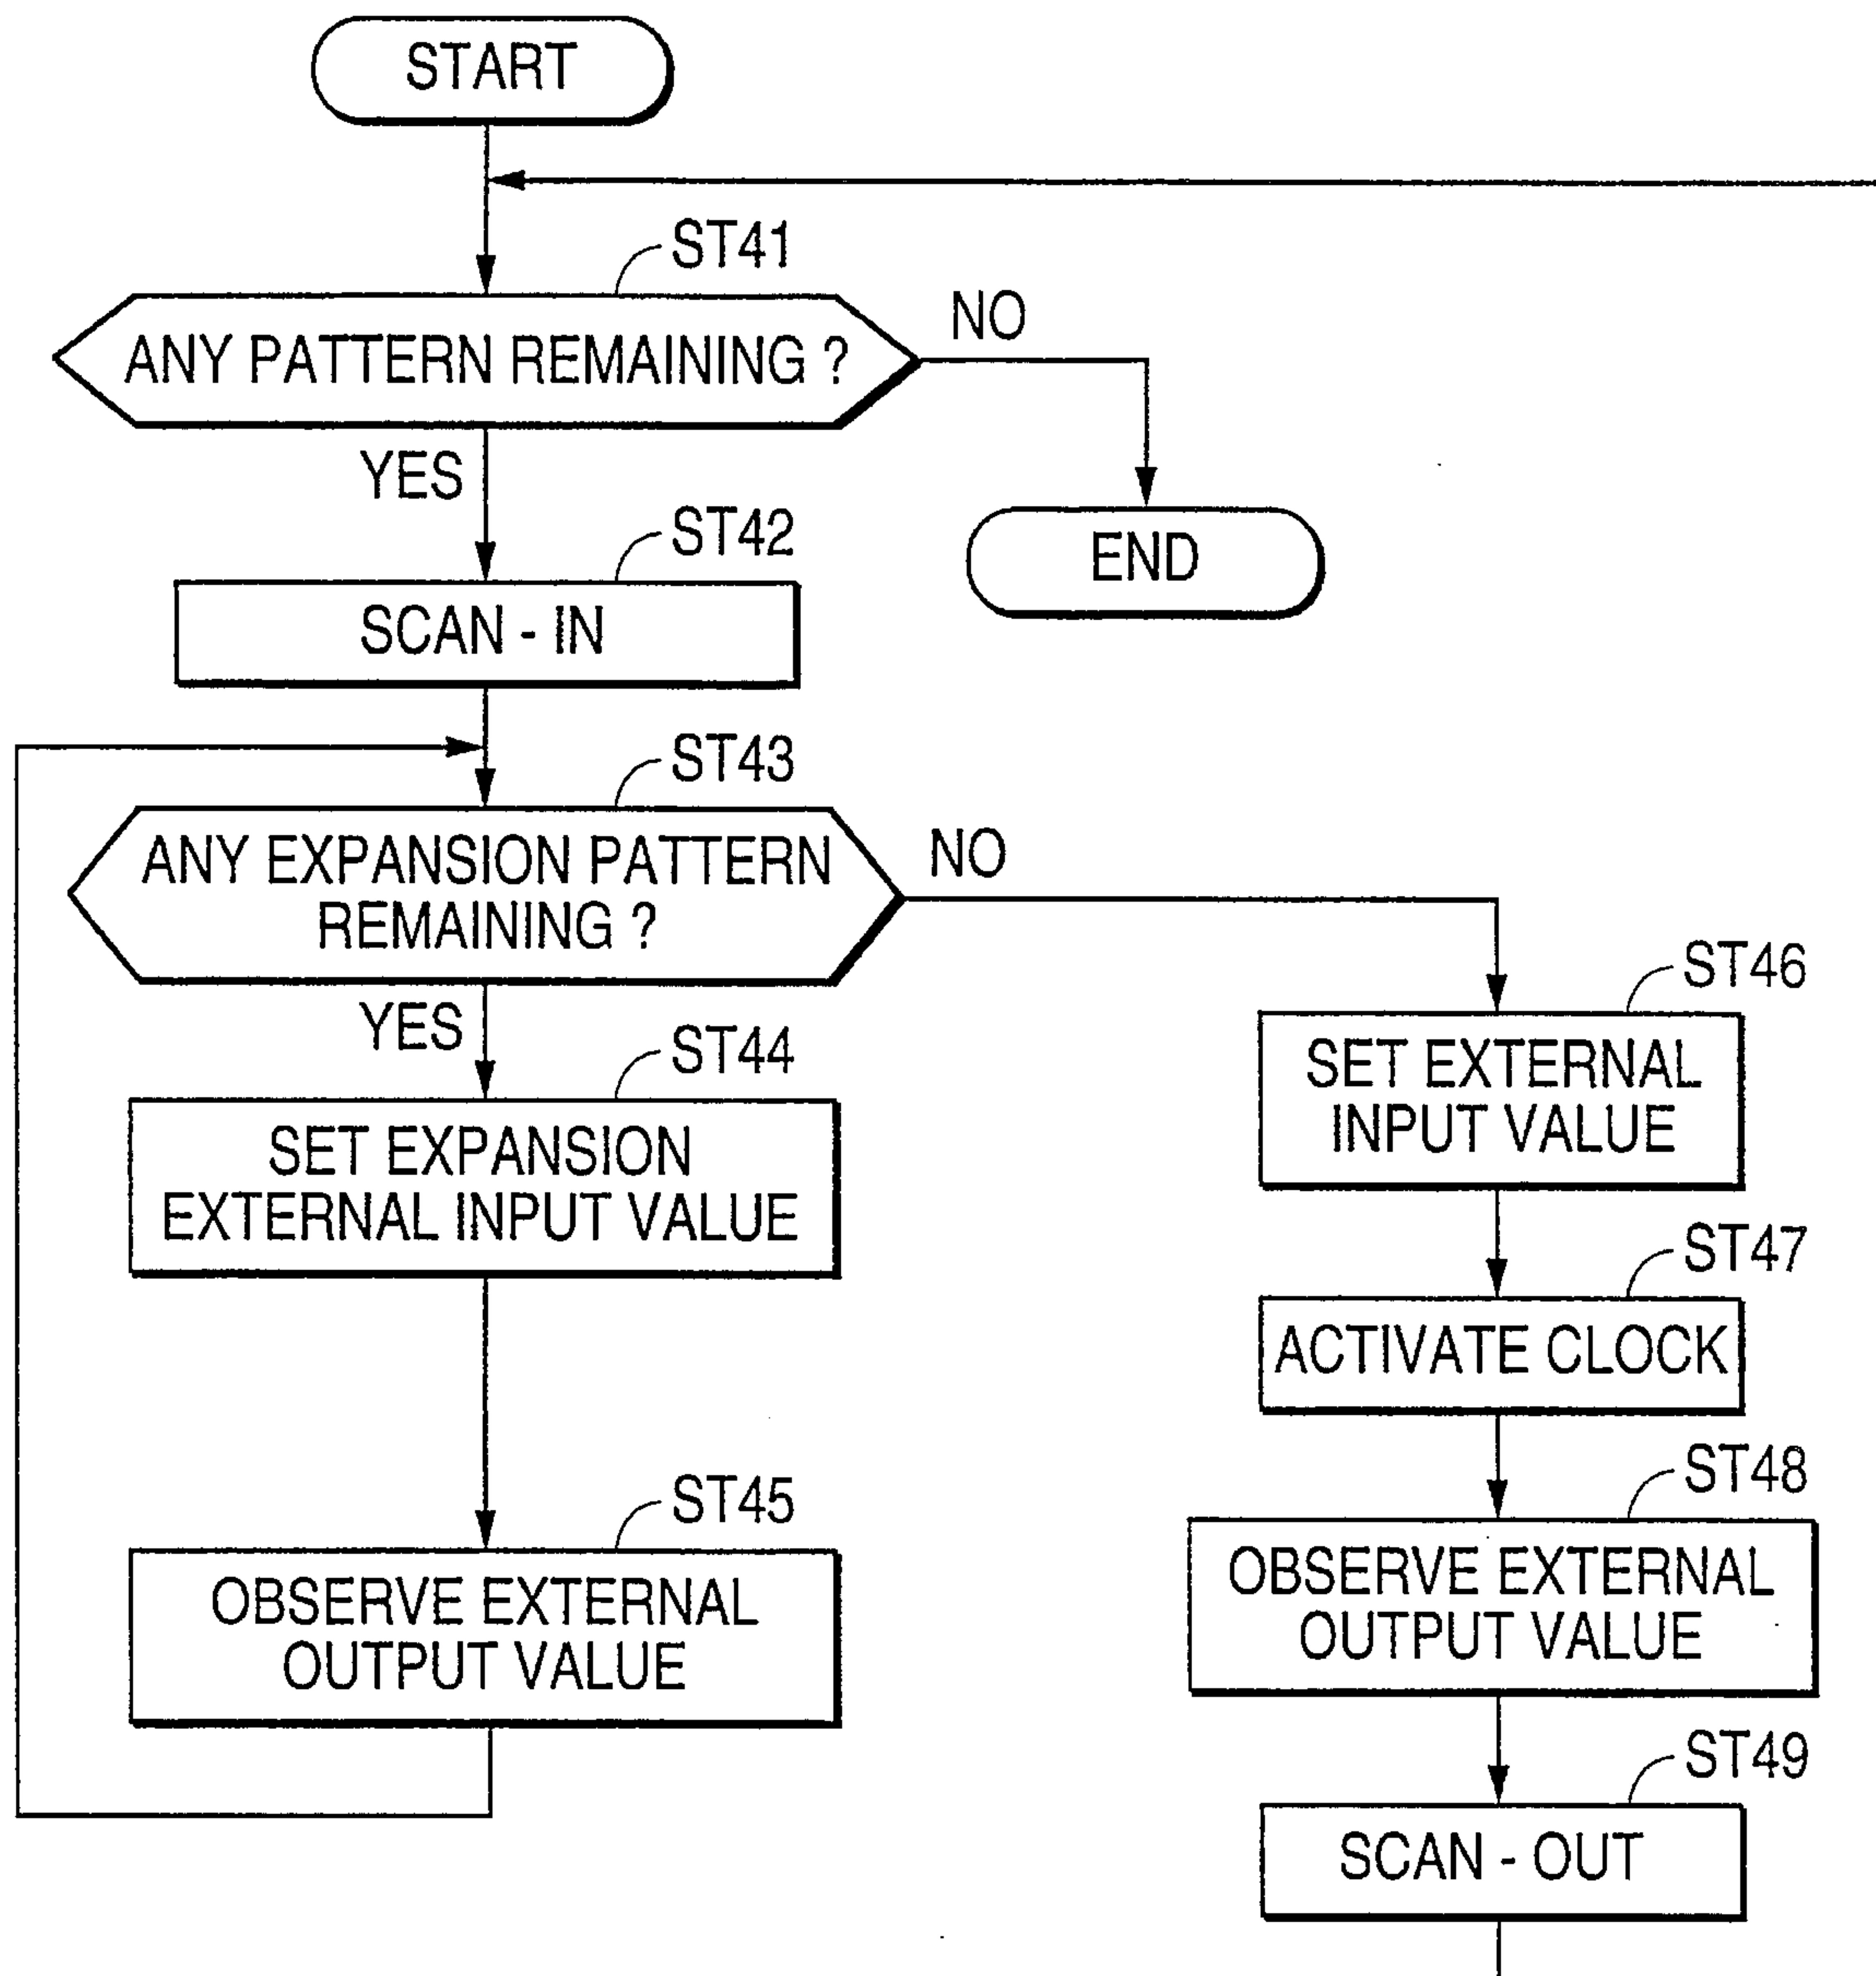 START
ST41
ANY PATTERN REMAINING ?
NO
YES
END
ST42
SCAN - IN
ST43
ANY EXPANSION PATTERN
REMAINING ?
NO
YES
ST44
SET EXPANSION
EXTERNAL INPUT VALUE
ST45
OBSERVE EXTERNAL
OUTPUT VALUE
ST46
SET EXTERNAL
INPUT VALUE
ST47
ACTIVATE CLOCK
ST48
OBSERVE EXTERNAL
OUTPUT VALUE
ST49
SCAN - OUT